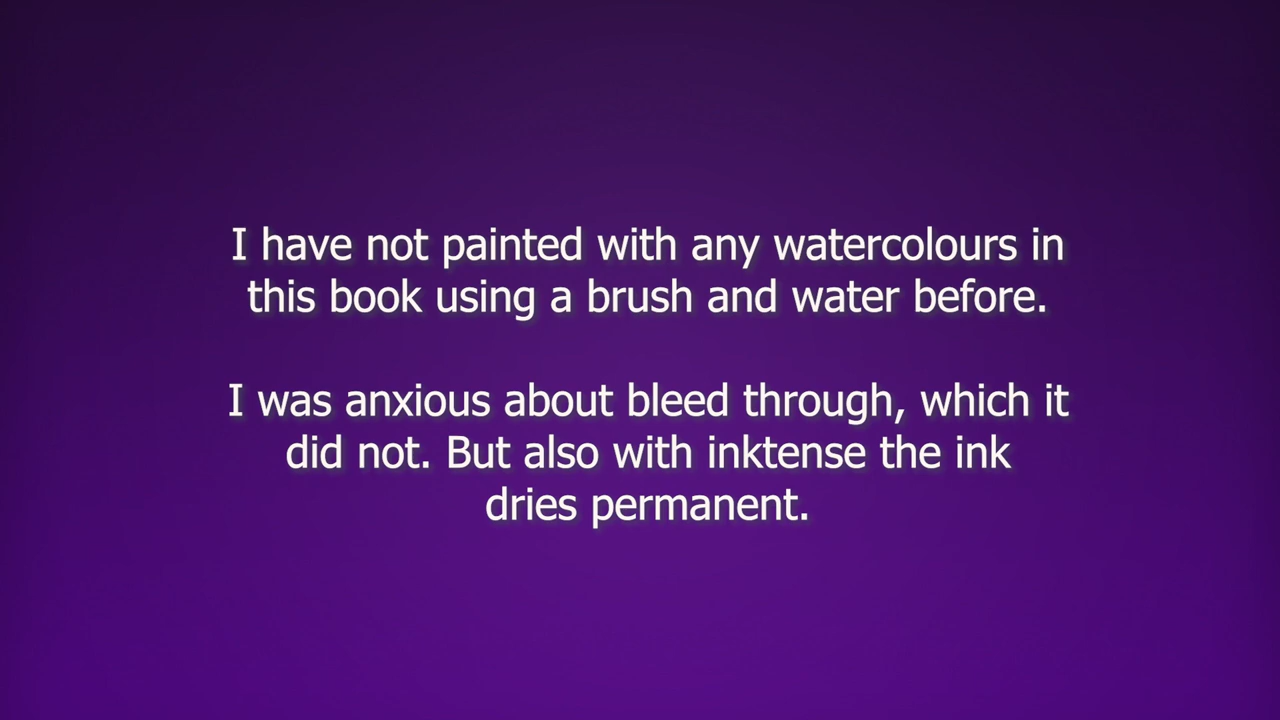 I have not painted with any watercolours in
this book using a brush and water before.
I was anxious about bleed through, which it
did not. But also with inktense the ink
dries permanent.